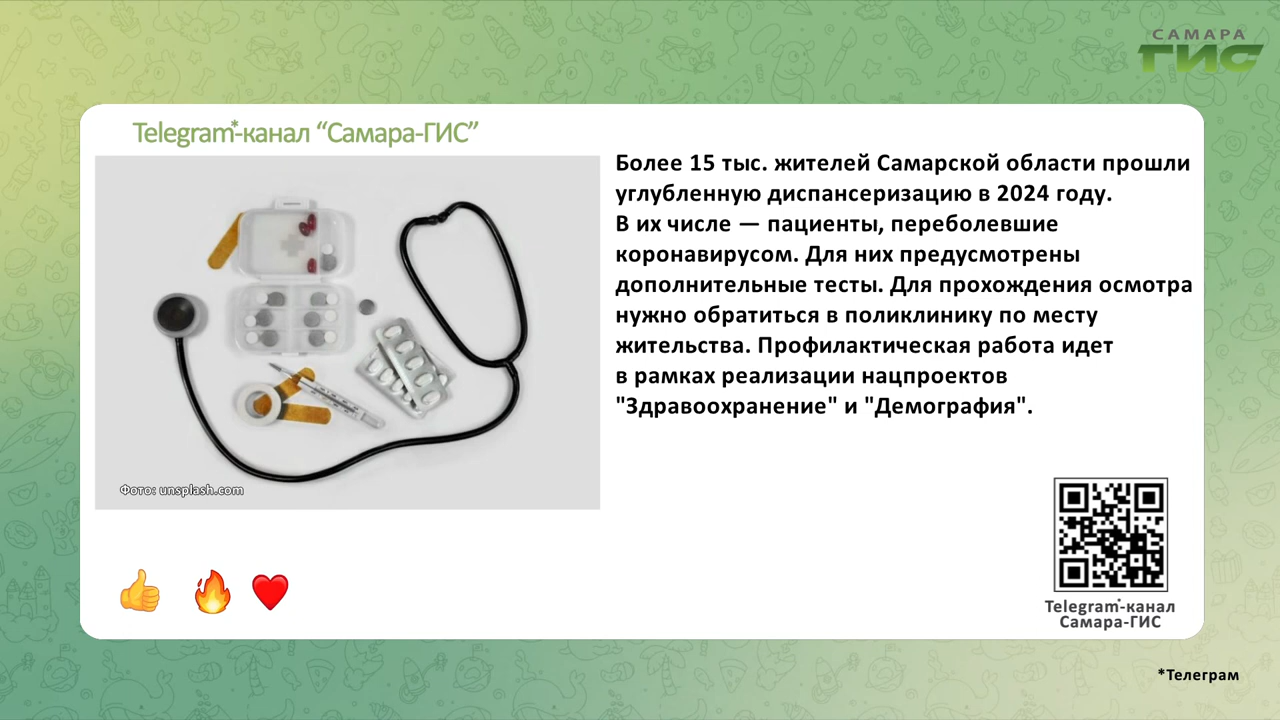 САМАРА
ГИС
Telegram*-канал “Самара-ГИС”
Более 15 тыс. жителей Самарской области прошли
углубленную диспансеризацию в 2024 году.
В их числе — пациенты, переболевшие
коронавирусом. Для них предусмотрены
дополнительные тесты. Для прохождения осмотра
нужно обратиться в поликлинику по месту
жительства. Профилактическая работа идет
в рамках реализации нацпроектов
"Здравоохранение" и "Демография".
Фото: unsplash.com
Telegram*-канал
Самара-ГИС
*Телеграм